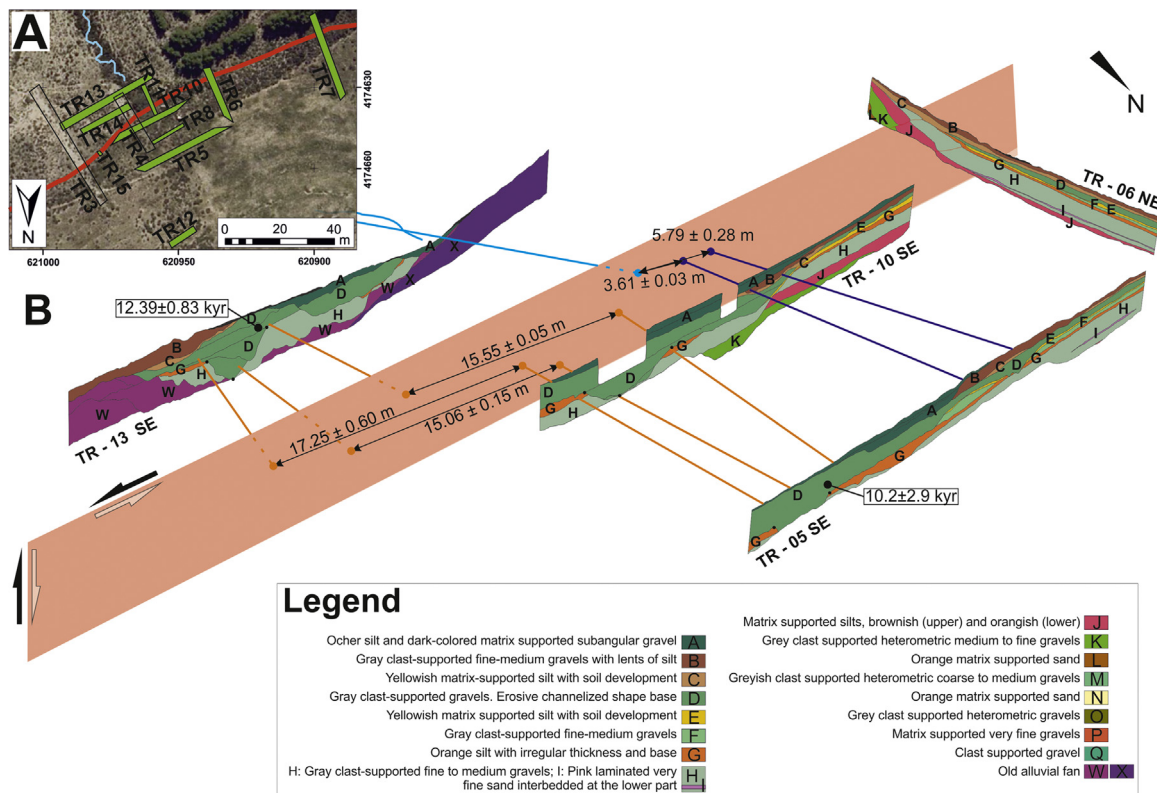 A
TR13
TR11
TR10
TR14
TR4
TR8
TR6
TR5
TR7
TR3
TR15
TR12
4174630
4174660
N
0 20 40
m
621000 620950 620900
N
B
12.39±0.83 kyr
A X
A
D
W X
H
W
D
D
B
C
G
H
W
W
TR - 13 SE
15.55 ± 0.05 m
17.25 ± 0.60 m
15.06 ± 0.15 m
5.79 ± 0.28 m
3.61 ± 0.03 m
L K C J B
G
H
D
F E
I
J
TR - 06 NE
E G
C H
A B
J
A
K
G
D
D
G H
TR - 10 SE
H
F E
I
B C D G
A
G
D
G
10.2±2.9 kyr
TR - 05 SE
Legend
Ocher silt and dark-colored matrix supported subangular gravel A
Gray clast-supported fine-medium gravels with lents of silt B
Yellowish matrix-supported silt with soil development C
Gray clast-supported gravels. Erosive channelized shape base D
Yellowish matrix supported silt with soil development E
Gray clast-supported fine-medium gravels F
Orange silt with irregular thickness and base G
H: Gray clast-supported fine to medium gravels; I: Pink laminated very H
fine sand interbedded at the lower part I
Matrix supported silts, brownish (upper) and orangish (lower) J
Grey clast supported heterometric medium to fine gravels K
Orange matrix supported sand L
Greyish clast supported heterometric coarse to medium gravels M
Orange matrix supported sand N
Grey clast supported heterometric gravels O
Matrix supported very fine gravels P
Clast supported gravel Q
Old alluvial fan W X